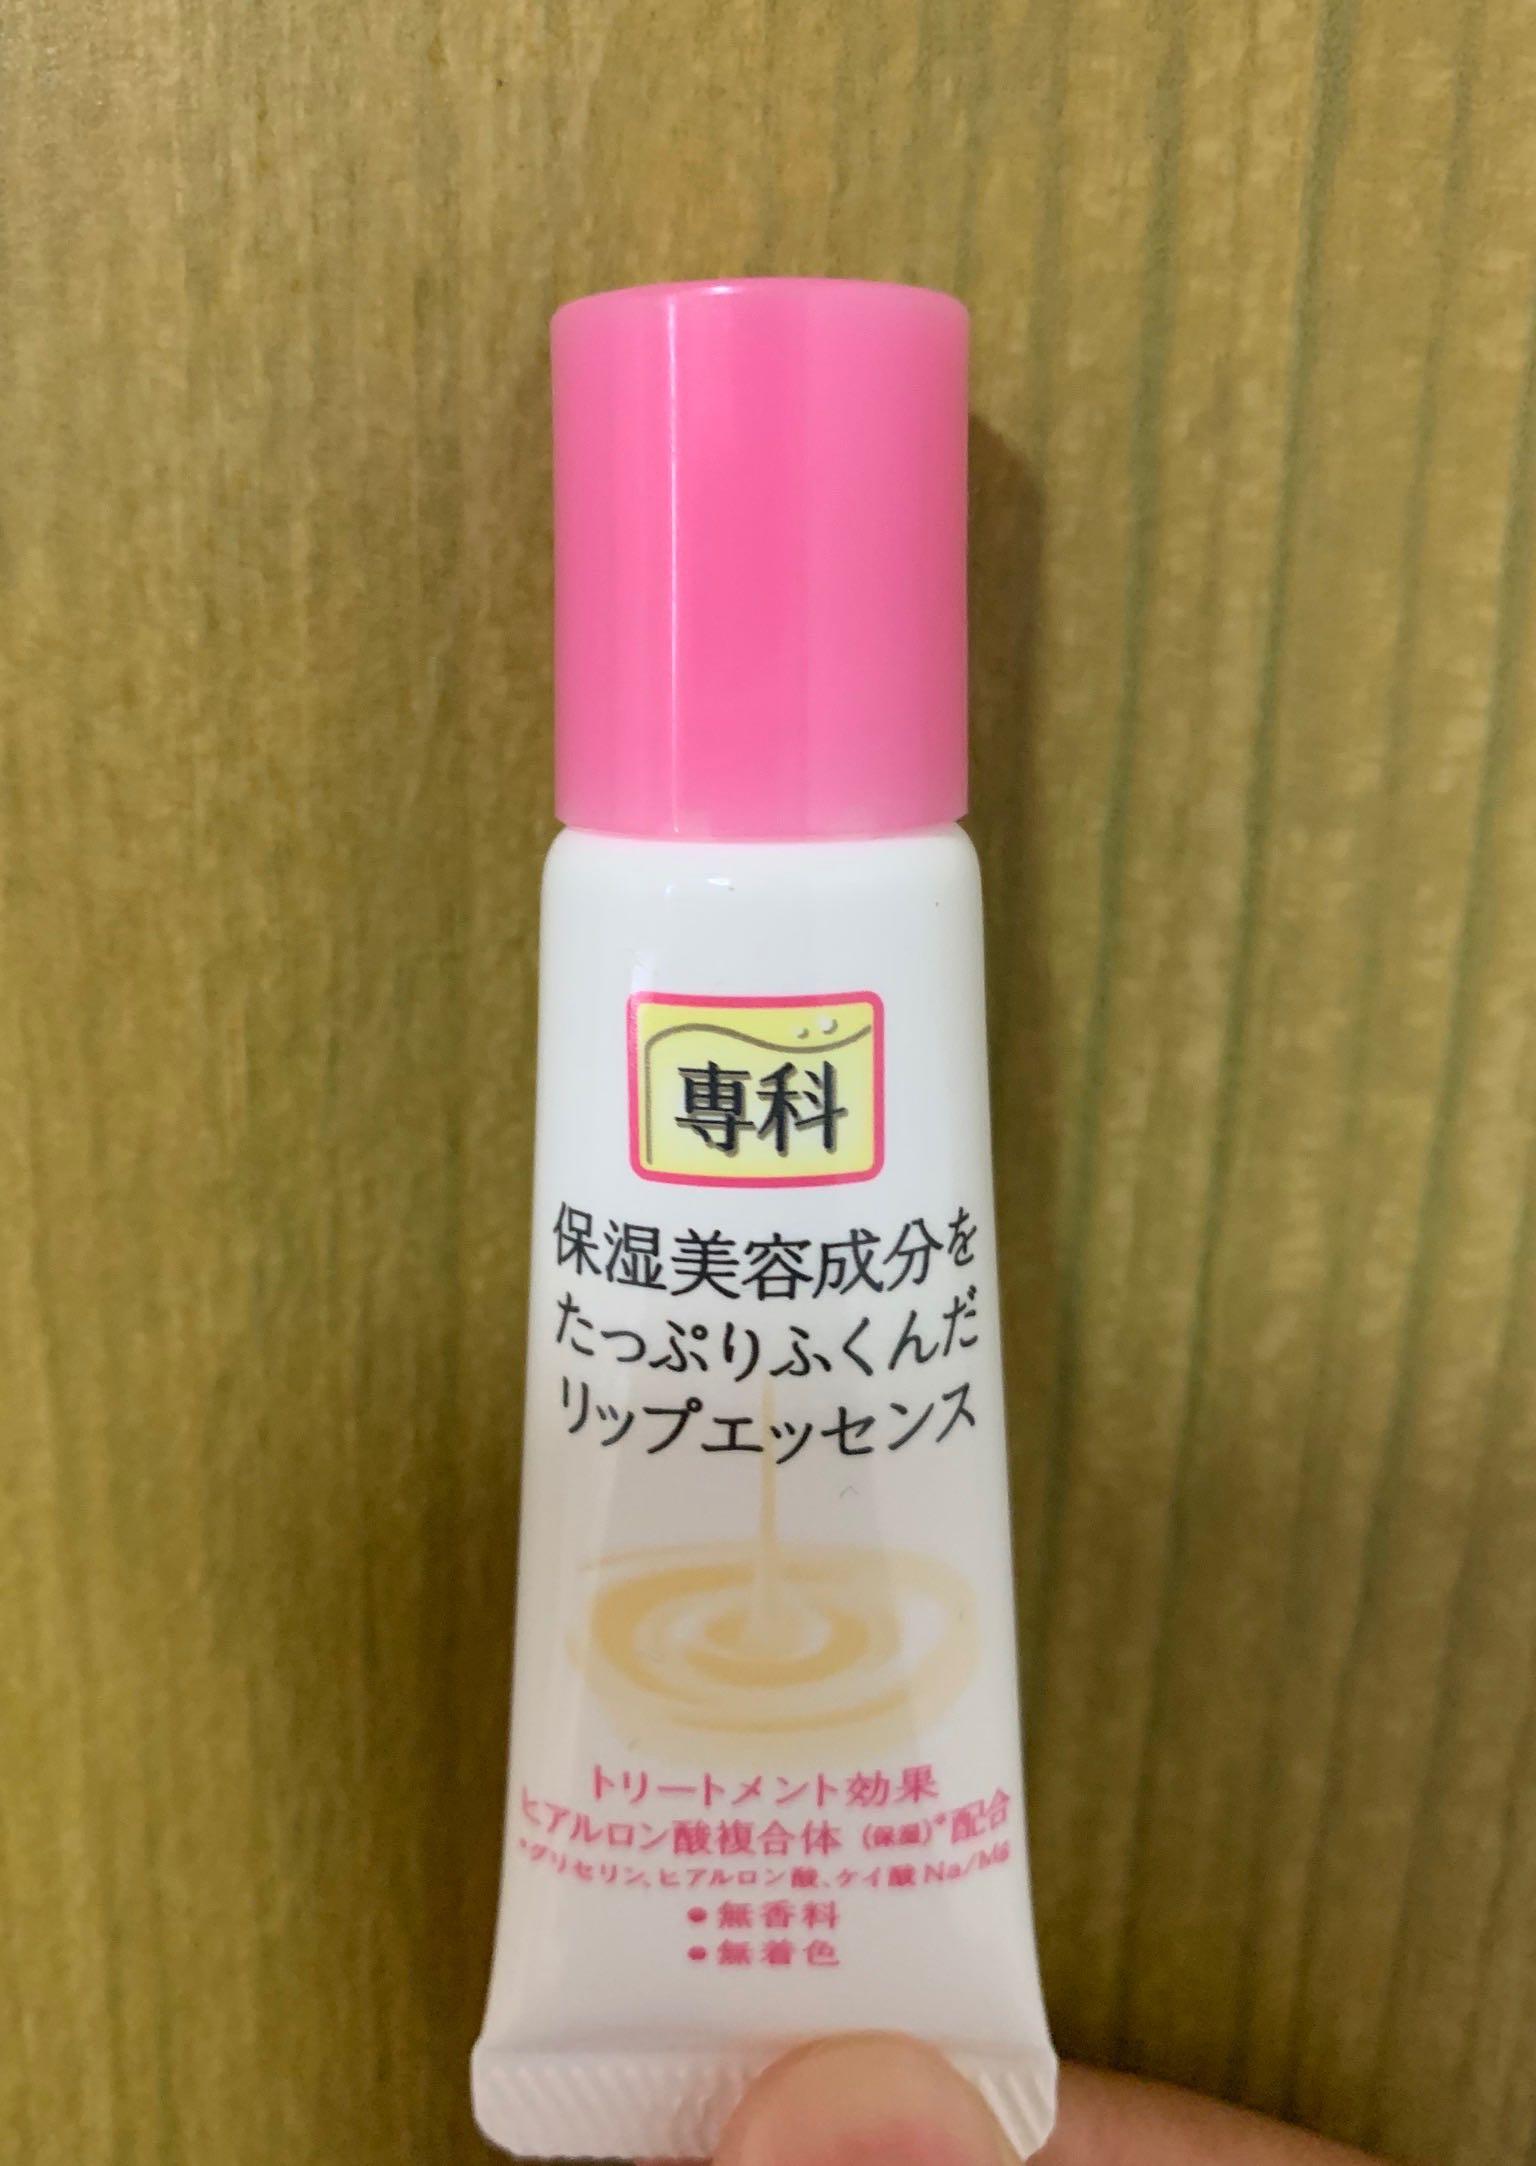 専科
保湿美容成分を
たっぷりふくんだ
リップエッセンス
トリートメント効果
ヒアルロン酸複合体(保湿)*配合
*グリセリン、ヒアルロン酸、ケイ酸Na/Mg
●無香料
●無着色